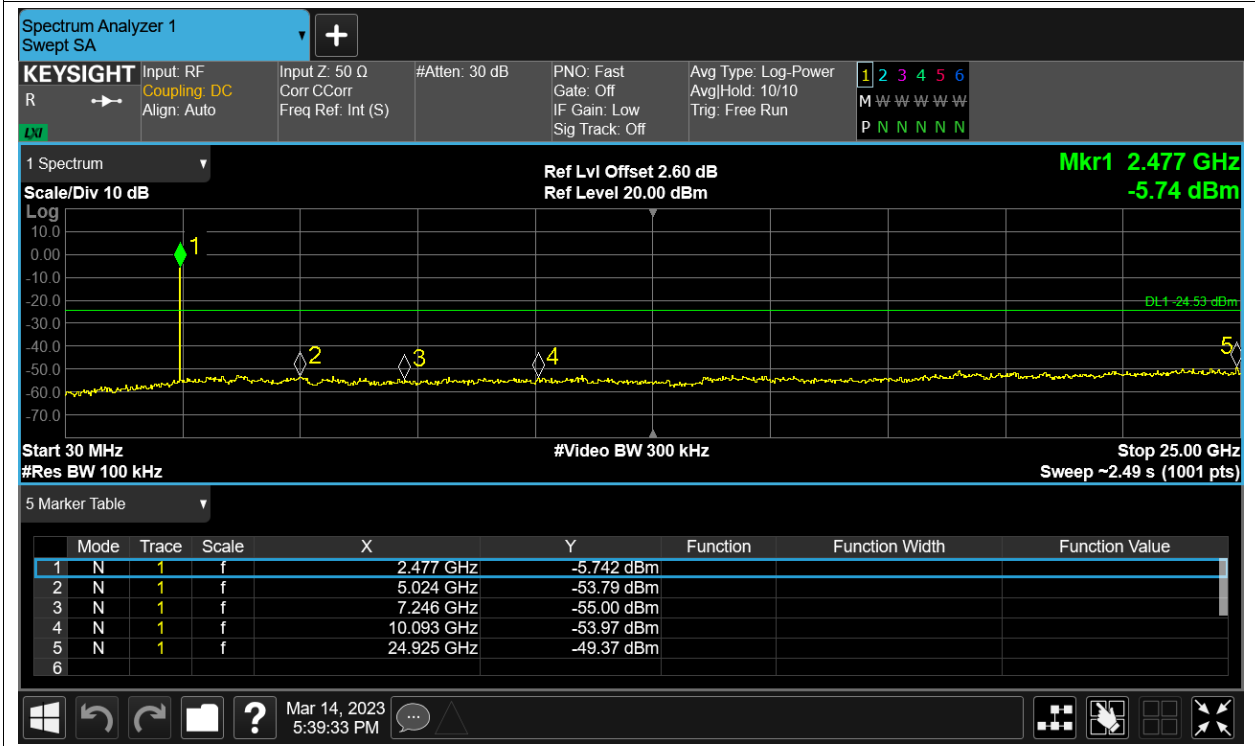 Spectrum Analyzer 1
Swept SA
+
KEYSIGHT
R
LXI
Input: RF
Coupling: DC
Align: Auto
Input Z: 50 Ω
Corr CCorr
Freq Ref: Int (S)
#Atten: 30 dB
PNO: Fast
Gate: Off
IF Gain: Low
Sig Track: Off
Avg Type: Log-Power
Avg|Hold: 10/10
Trig: Free Run
1 2 3 4 5 6
M W W W W W
P N N N N N
1 Spectrum
Scale/Div 10 dB
Ref Lvl Offset 2.60 dB
Ref Level 20.00 dBm
Mkr1 2.477 GHz
-5.74 dBm
Log
10.0
0.00
-10.0
-20.0
-30.0
-40.0
-50.0
-60.0
-70.0
1
2
3
4
5
DL1 -24.53 dBm
Start 30 MHz
#Video BW 300 kHz
Stop 25.00 GHz
#Res BW 100 kHz
Sweep ~2.49 s (1001 pts)
5 Marker Table
Mode Trace Scale X Y Function Function Width Function Value
1 N 1 f 2.477 GHz -5.742 dBm
2 N 1 f 5.024 GHz -53.79 dBm
3 N 1 f 7.246 GHz -55.00 dBm
4 N 1 f 10.093 GHz -53.97 dBm
5 N 1 f 24.925 GHz -49.37 dBm
6
?
Mar 14, 2023
5:39:33 PM